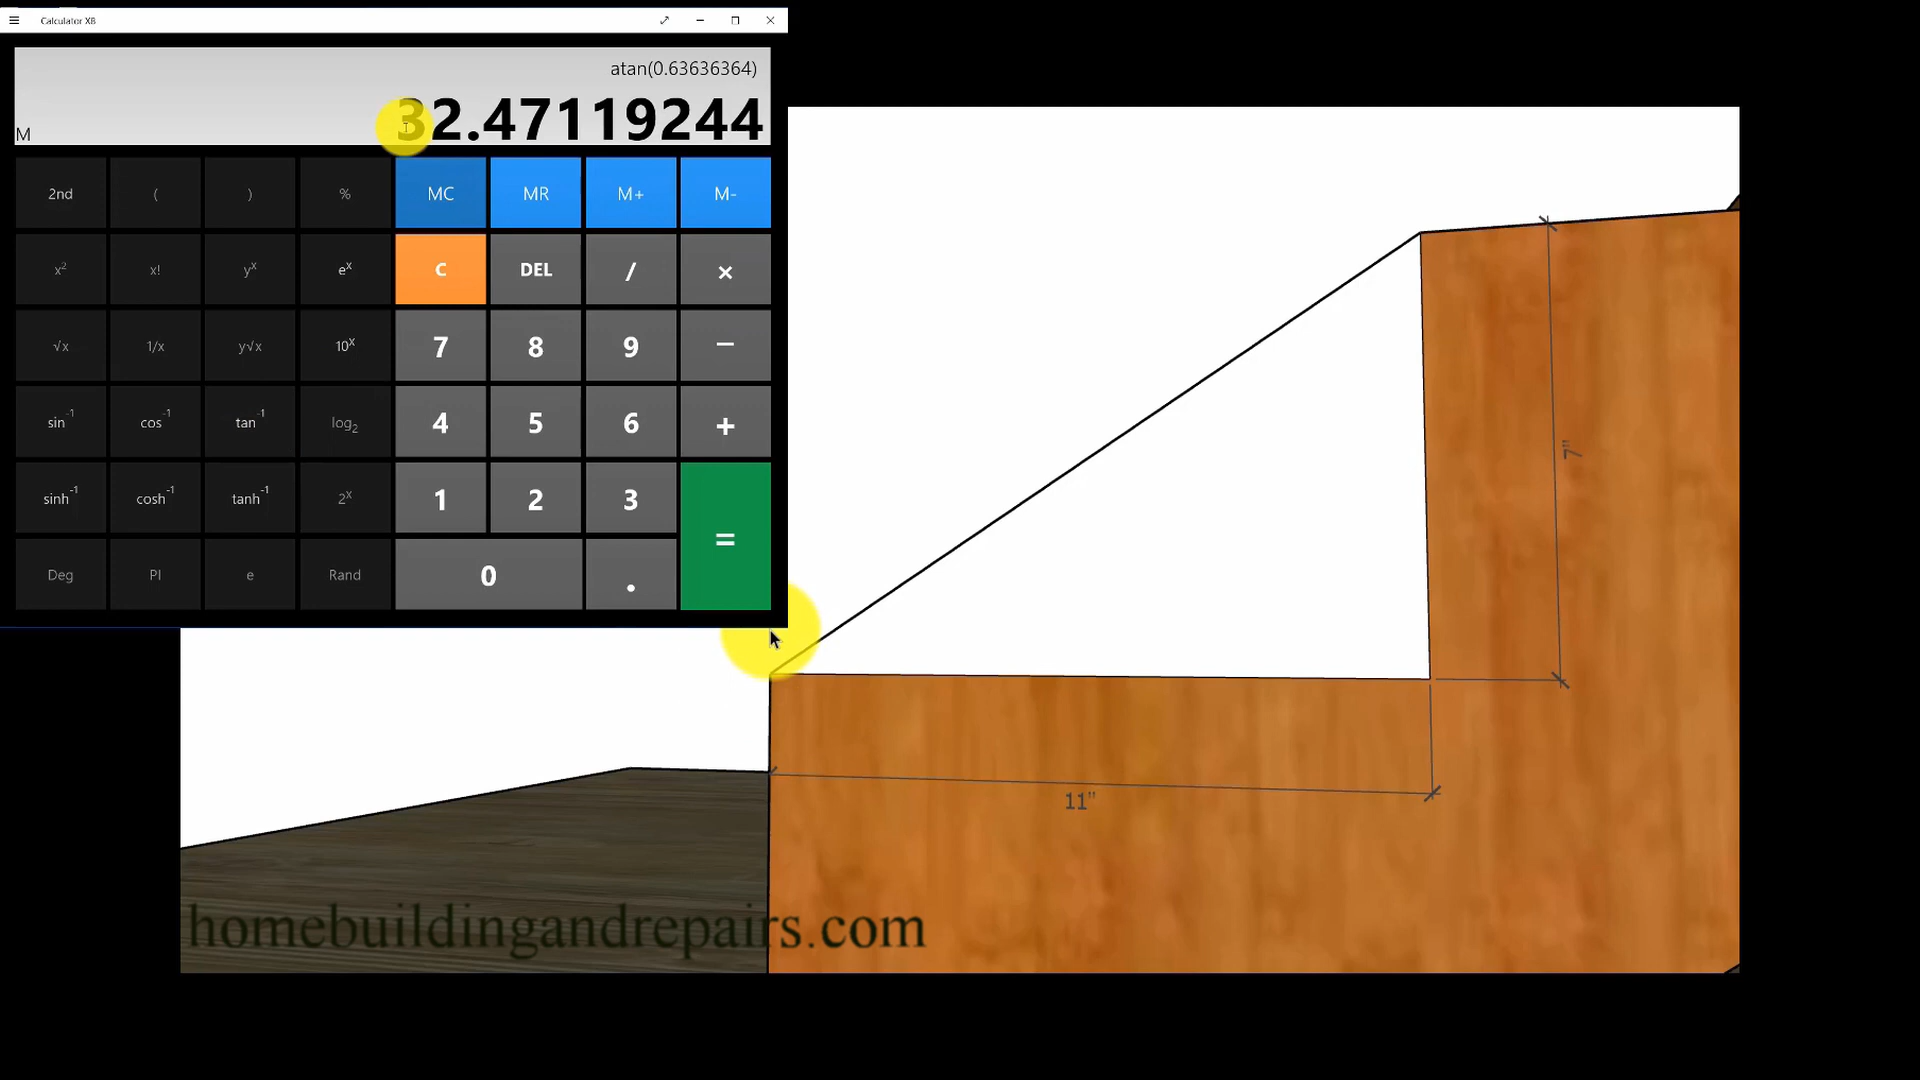 Calculator X8
atan(0.63636364)
32.47119244
M
2nd ( ) % MC MR M+ M-
x² x! yˣ eˣ C DEL / ×
√x 1/x y√x 10ˣ 7 8 9 −
sin⁻¹ cos⁻¹ tan⁻¹ log₂ 4 5 6 +
sinh⁻¹ cosh⁻¹ tanh⁻¹ 2ˣ 1 2 3 =
Deg PI e Rand 0 .
7"
11"
homebuildingandrepairs.com